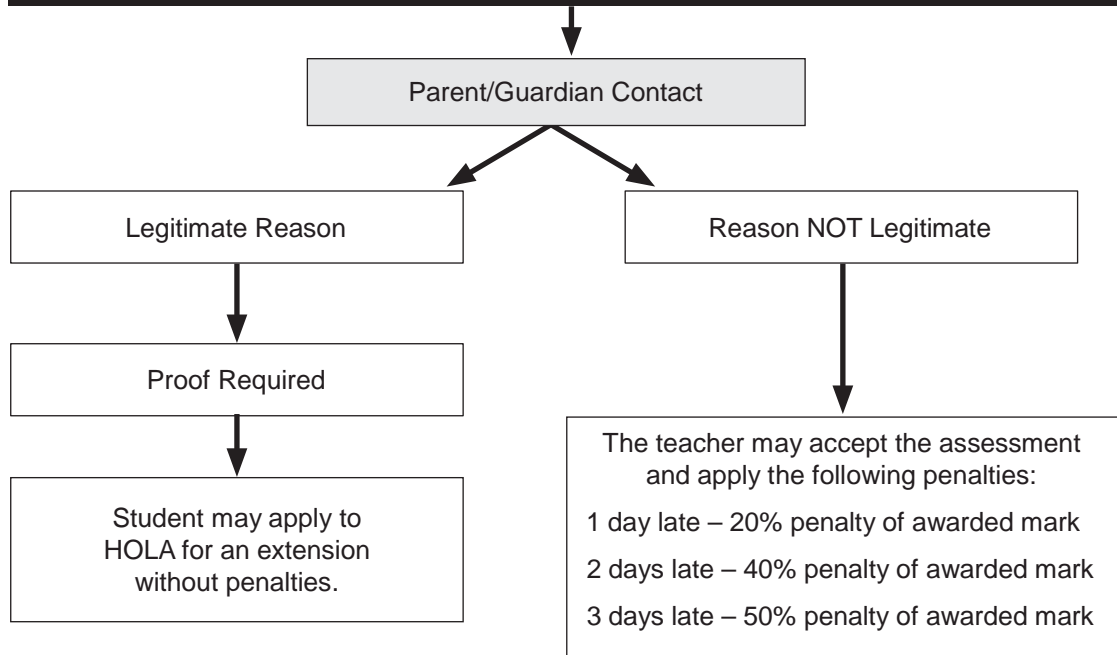 Parent/Guardian Contact
Legitimate Reason
Reason NOT Legitimate
Proof Required
Student may apply to
HOLA for an extension
without penalties.
The teacher may accept the assessment
and apply the following penalties:
1 day late – 20% penalty of awarded mark
2 days late – 40% penalty of awarded mark
3 days late – 50% penalty of awarded mark